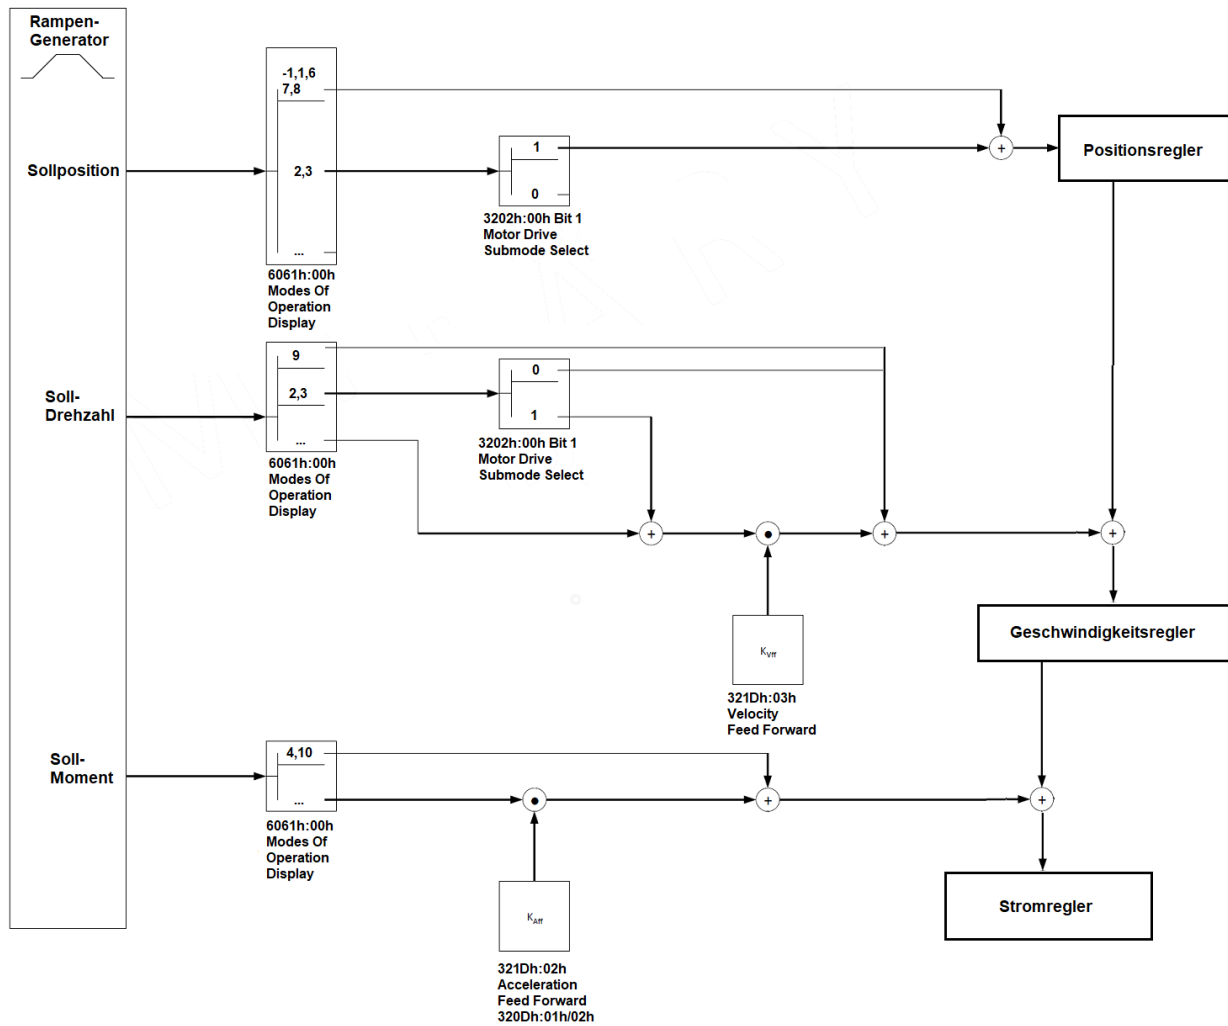 Rampen-
Generator
-1,1,6
7,8
Sollposition
2,3
...
6061h:00h
Modes Of
Operation
Display
1
0
3202h:00h Bit 1
Motor Drive
Submode Select
+
Positionsregler
Soll-
Drehzahl
9
2,3
...
6061h:00h
Modes Of
Operation
Display
0
1
3202h:00h Bit 1
Motor Drive
Submode Select
+
+
+
KVff
321Dh:03h
Velocity
Feed Forward
Geschwindigkeitsregler
Soll-
Moment
4,10
...
6061h:00h
Modes Of
Operation
Display
+
+
KAff
321Dh:02h
Acceleration
Feed Forward
320Dh:01h/02h
Stromregler